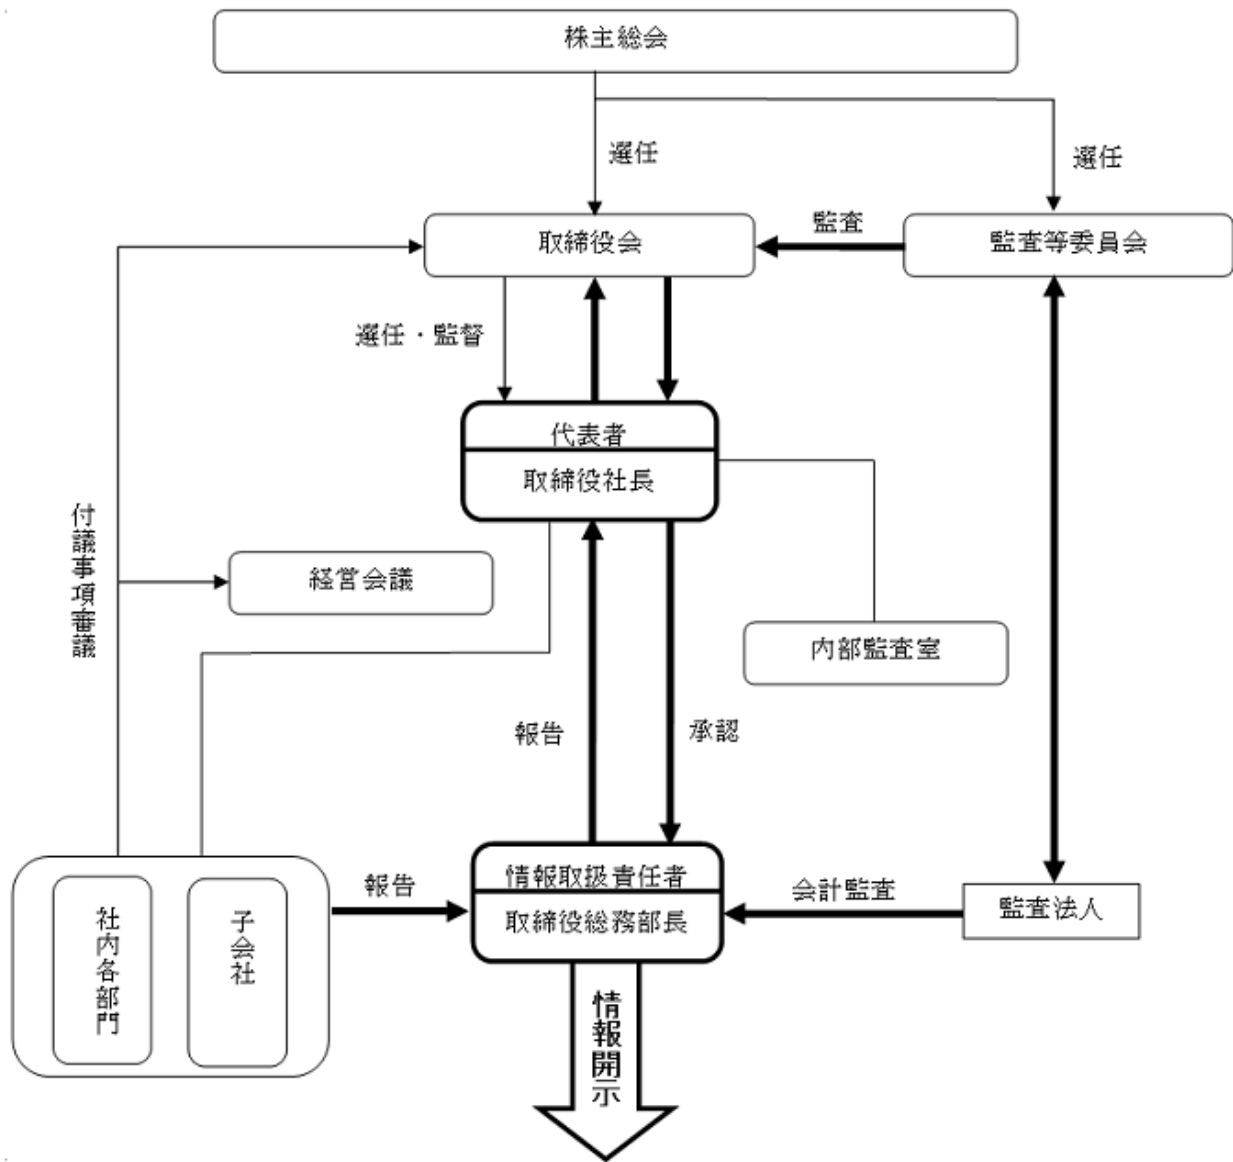 株主総会
選任
選任
取締役会
監査
監査等委員会
選任・監督
代表者
取締役社長
付議事項審議
経営会議
内部監査室
報告
承認
情報取扱責任者
取締役総務部長
報告
会計監査
監査法人
社内各部門
子会社
情報開示